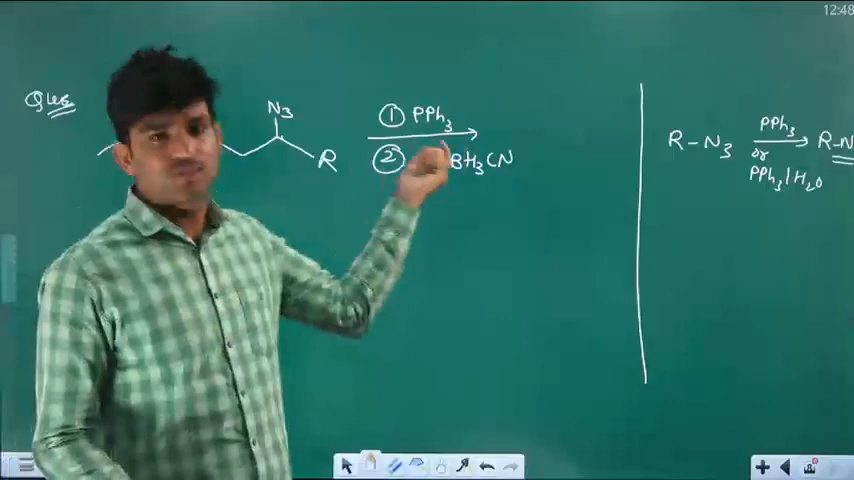 12:48
Ques
N3
R
① PPh3
② BH3CN
R-N3
PPh3
or
PPh3/H2O
R-N